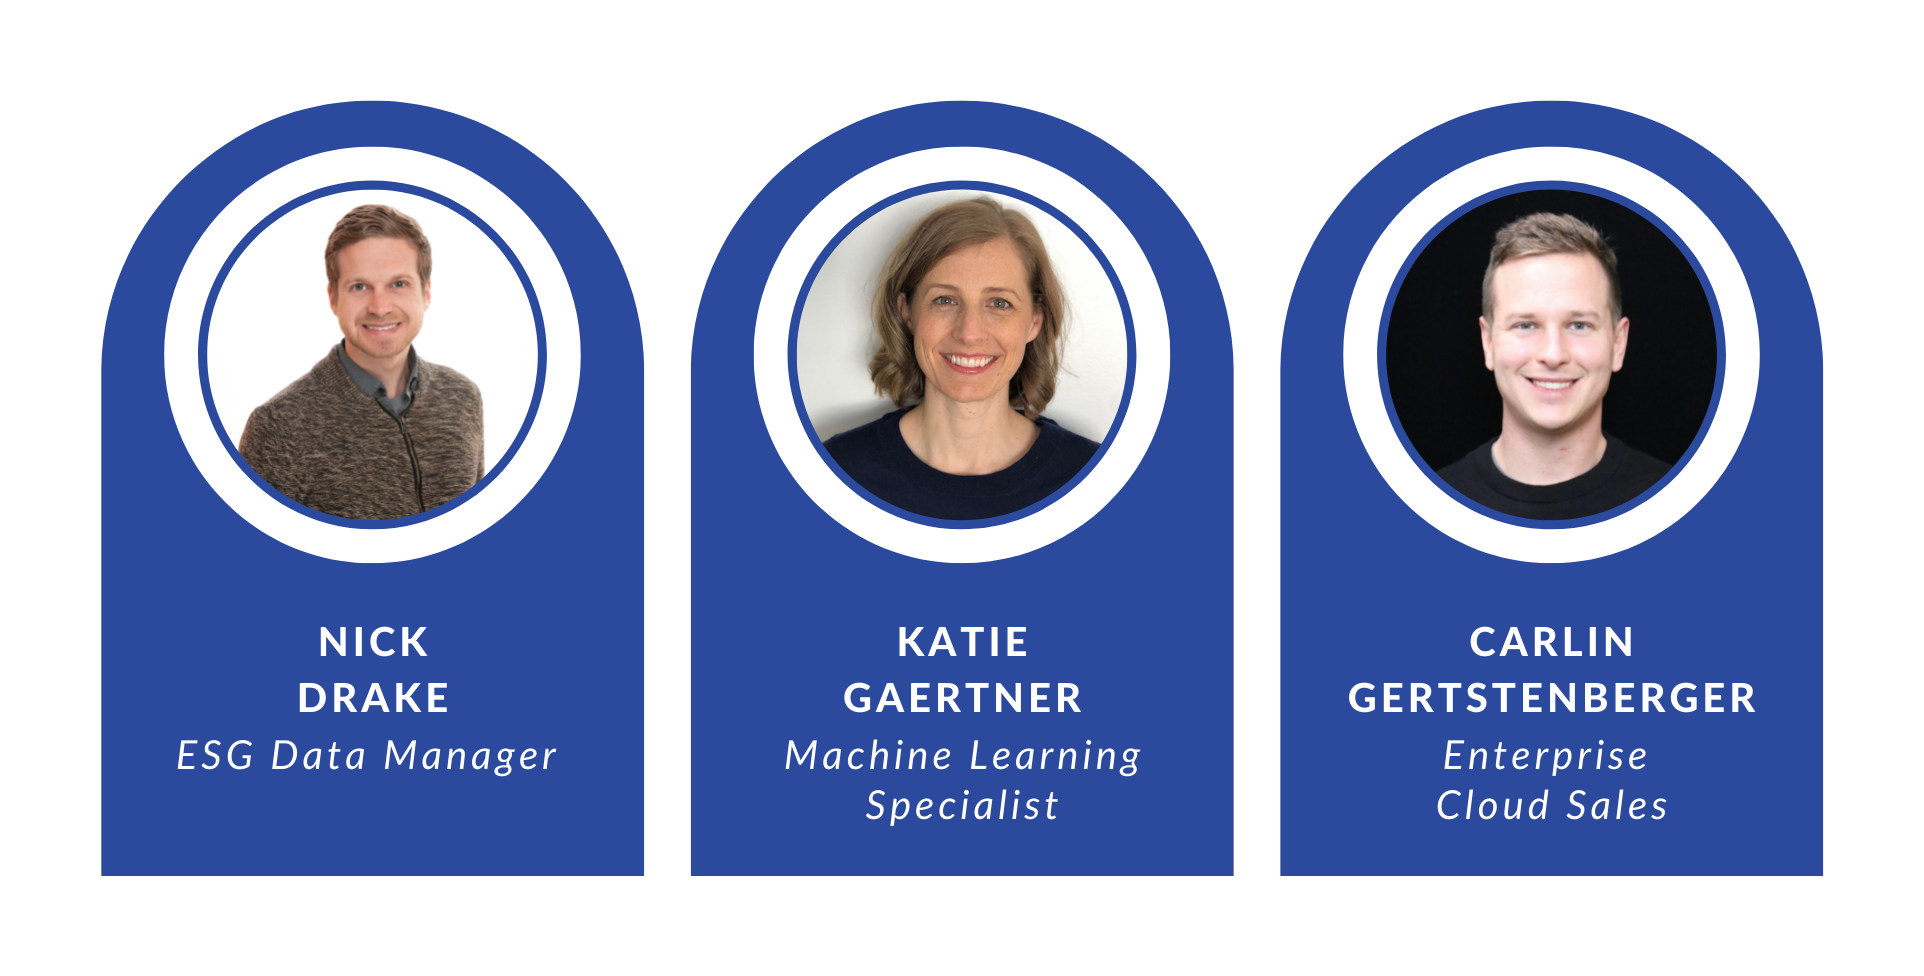 NICK
DRAKE
ESG Data Manager
KATIE
GAERTNER
Machine Learning
Specialist
CARLIN
GERTSTENBERGER
Enterprise
Cloud Sales